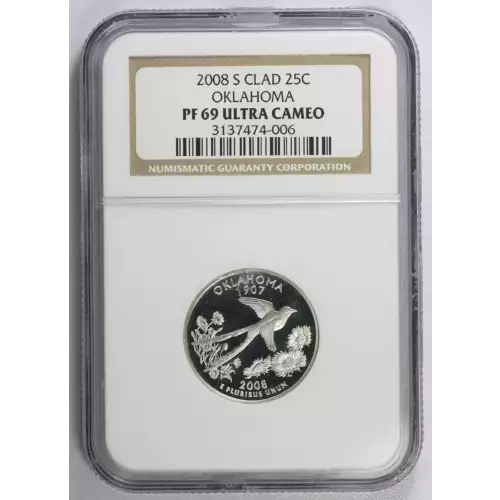 2008 S CLAD 25C
OKLAHOMA
PF 69 ULTRA CAMEO
3137474-006
NUMISMATIC GUARANTY CORPORATION
OKLAHOMA
1907
2008
E PLURIBUS UNUM